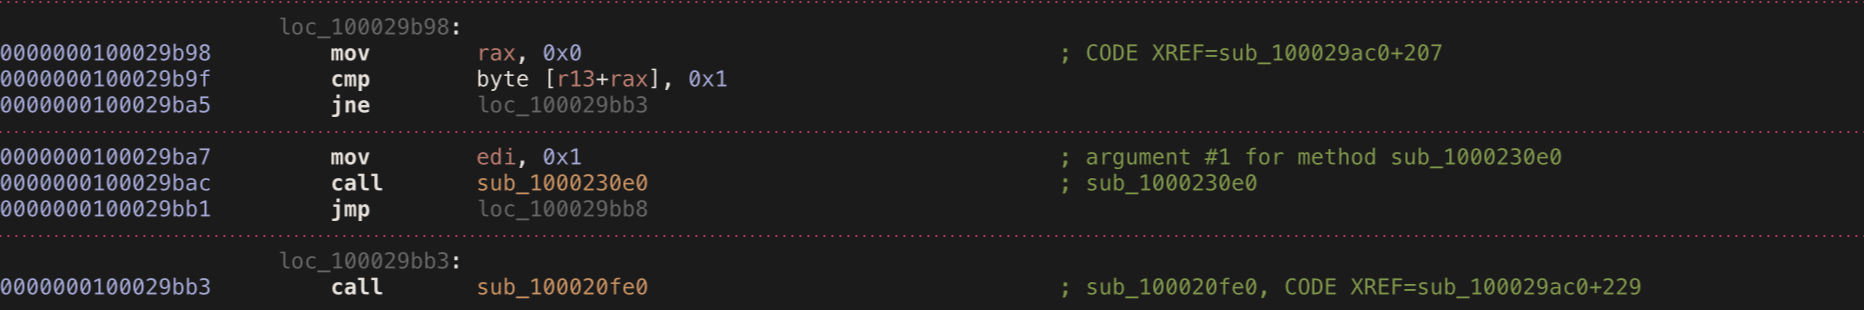 loc_100029b98:
0000000100029b98 mov rax, 0x0 ; CODE XREF=sub_100029ac0+207
0000000100029b9f cmp byte [r13+rax], 0x1
0000000100029ba5 jne loc_100029bb3
0000000100029ba7 mov edi, 0x1 ; argument #1 for method sub_1000230e0
0000000100029bac call sub_1000230e0 ; sub_1000230e0
0000000100029bb1 jmp loc_100029bb8
loc_100029bb3:
0000000100029bb3 call sub_100020fe0 ; sub_100020fe0, CODE XREF=sub_100029ac0+229